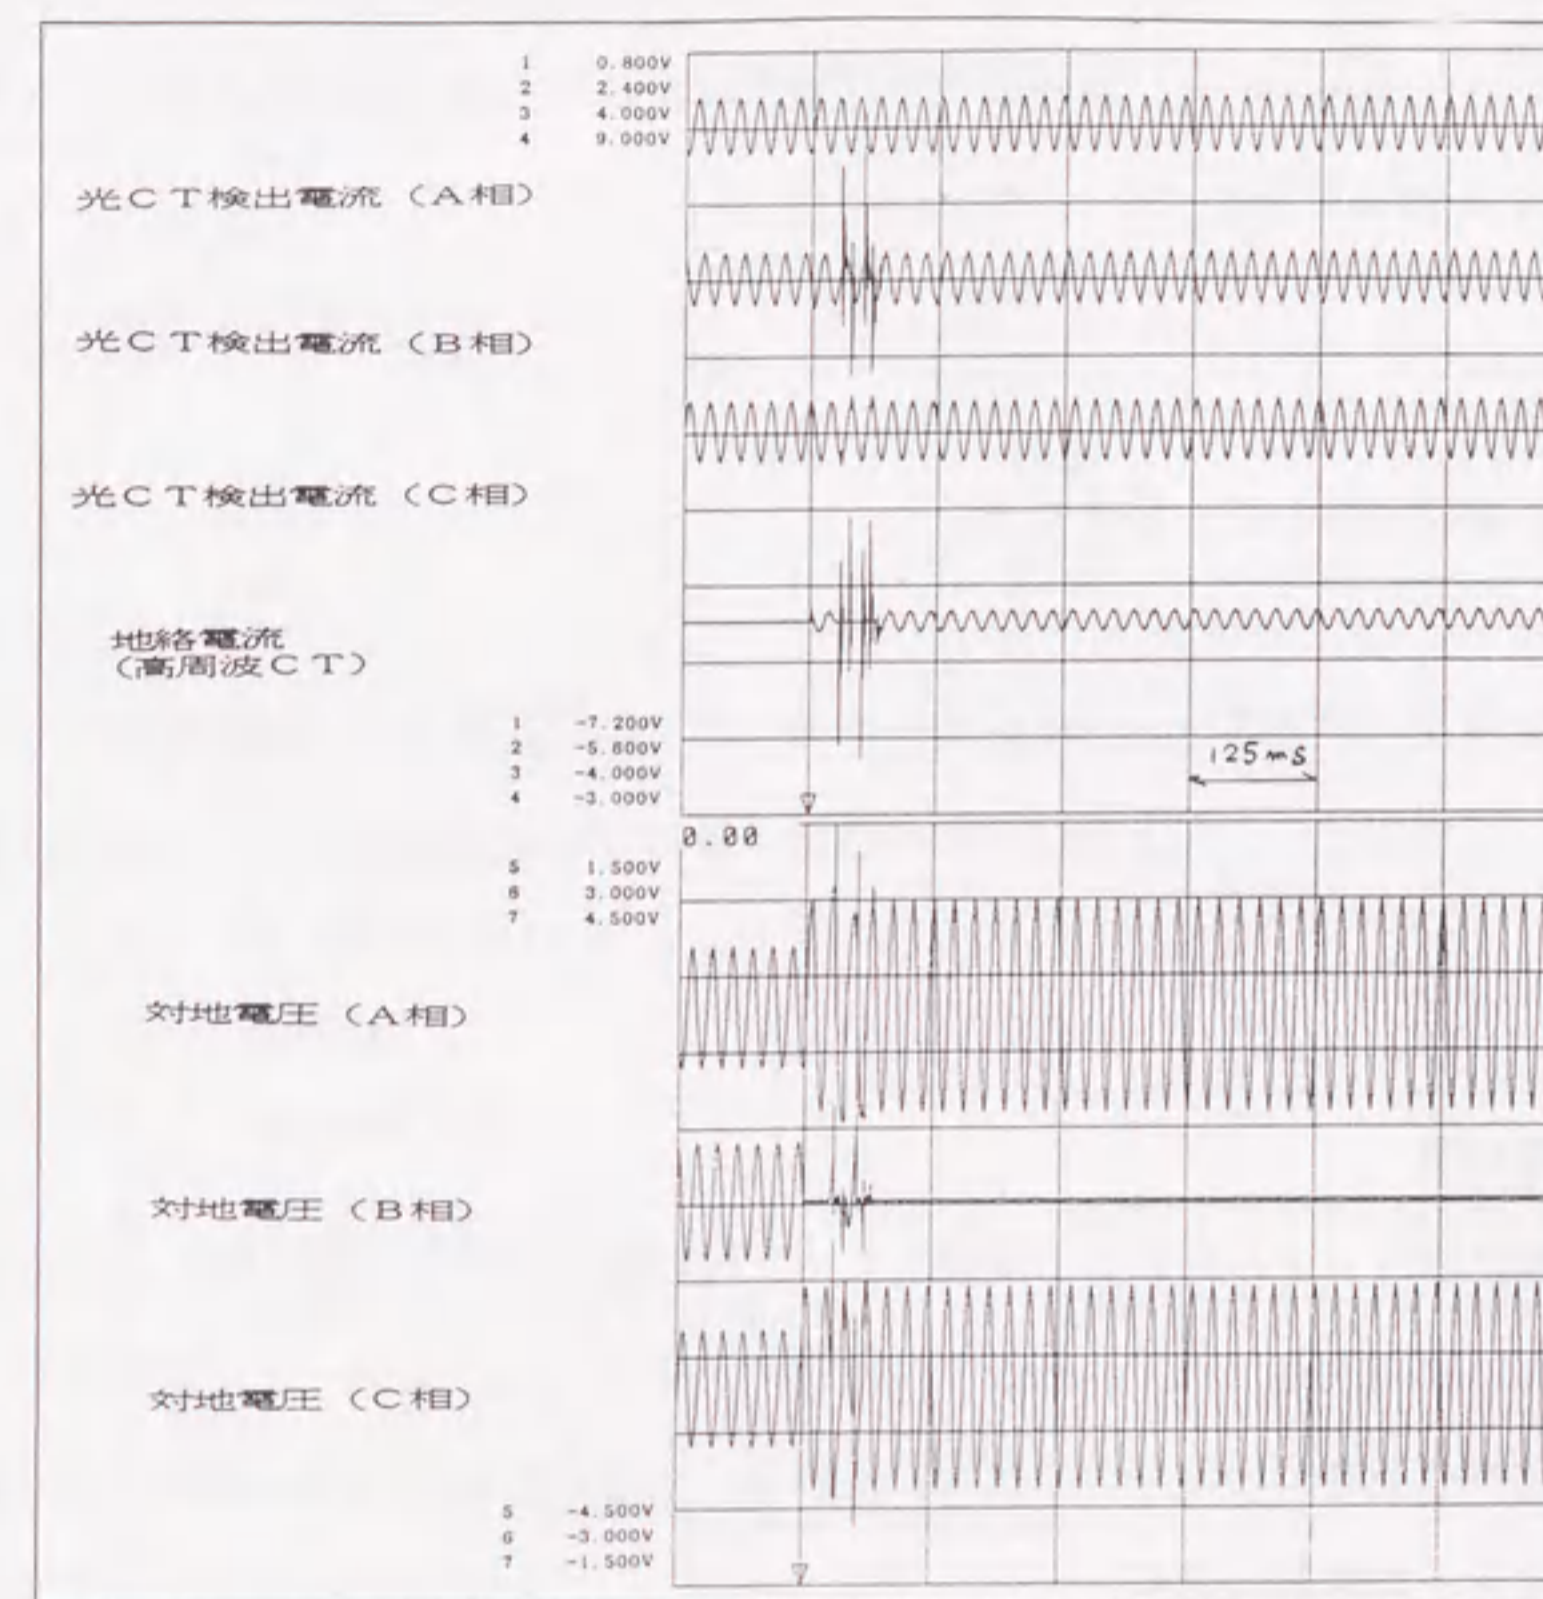 1 0.800V
2 2.400V
3 4.000V
4 9.000V
光CT検出電流（A相）
光CT検出電流（B相）
光CT検出電流（C相）
地絡電流
（高周波CT）
1 -7.200V
2 -5.600V
3 -4.000V
4 -3.000V
125mS
0.00
5 1.500V
6 3.000V
7 4.500V
対地電圧（A相）
対地電圧（B相）
対地電圧（C相）
5 -4.500V
6 -3.000V
7 -1.500V